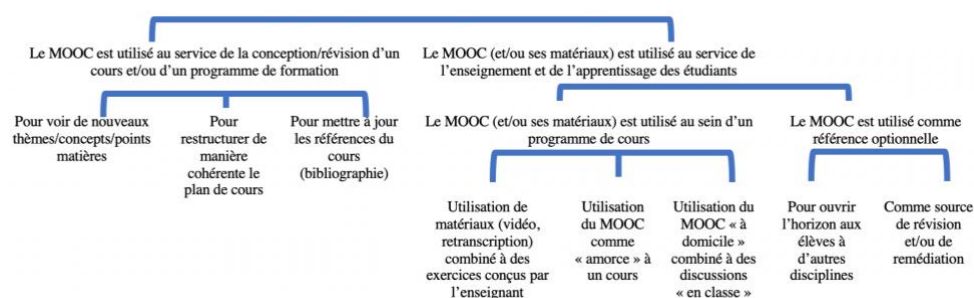 Le MOOC est utilisé au service de la conception/révision d'un
cours et/ou d'un programme de formation
Le MOOC (et/ou ses matériaux) est utilisé au service de
l'enseignement et de l'apprentissage des étudiants
Pour voir de nouveaux
thèmes/concepts/points
matières
Pour
restructurer de
manière
cohérente le
plan de cours
Pour mettre à jour
les références du
cours
(bibliographie)
Le MOOC (et/ou ses matériaux) est utilisé au sein d'un
programme de cours
Le MOOC est utilisé comme
référence optionnelle
Utilisation de
matériaux (vidéo,
retranscription)
combiné à des
exercices conçus par
l'enseignant
Utilisation
du MOOC
comme
« amorce » à
un cours
Utilisation du
MOOC « à
domicile »
combiné à des
discussions
« en classe »
Pour ouvrir
l'horizon aux
élèves à
d'autres
disciplines
Comme source
de révision
et/ou de
remédiation